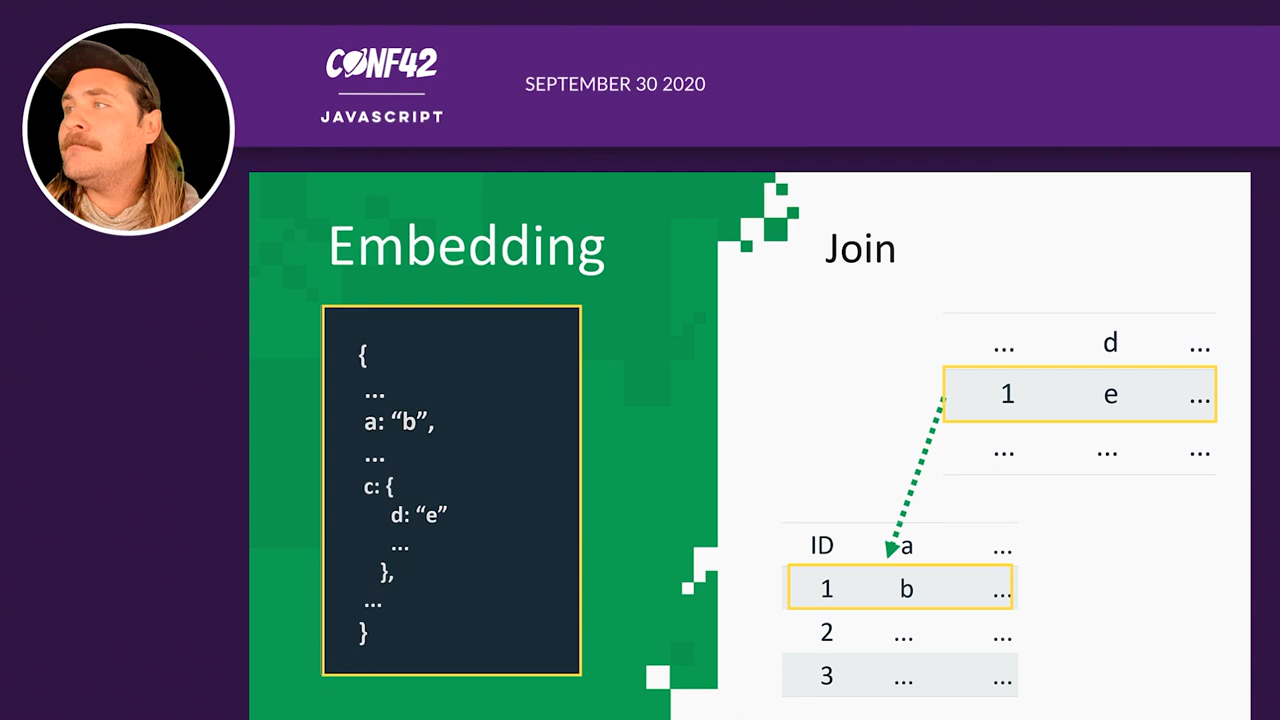 CONF42
JAVASCRIPT
SEPTEMBER 30 2020
Embedding
{
...
a: “b”,
...
c: {
d: “e”
...
},
...
}
Join
... d ...
1 e ...
... ... ...
ID a ...
1 b ...
2 ... ...
3 ... ...